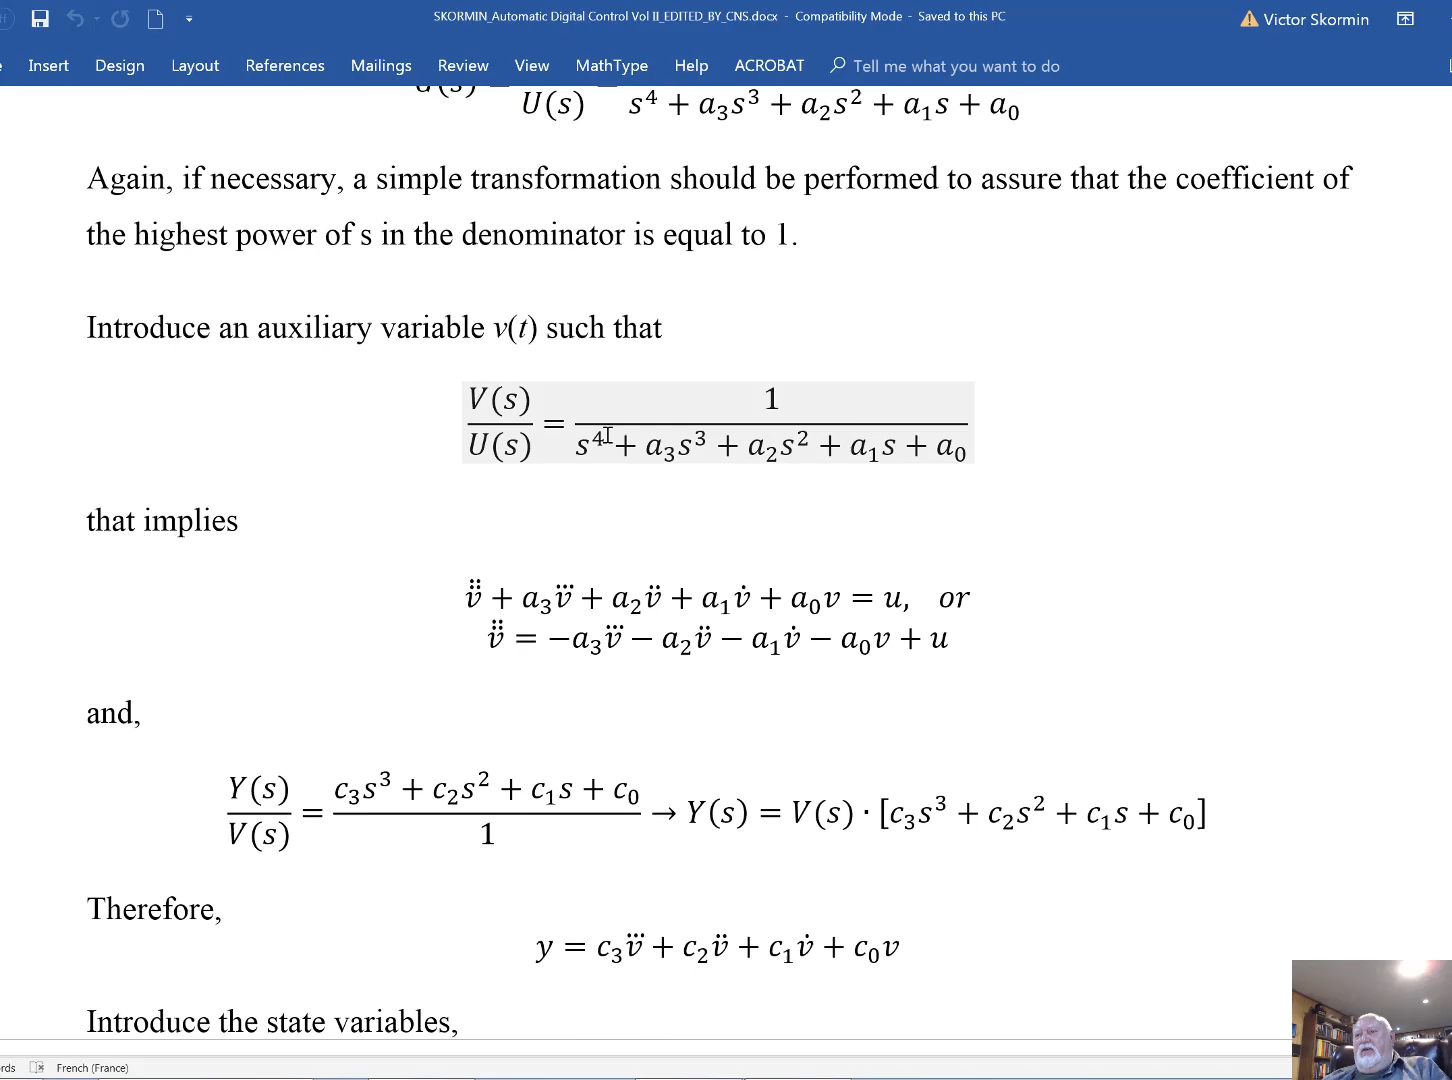 SKORMIN_Automatic Digital Control Vol II_EDITED_BY_CNS.docx - Compatibility Mode - Saved to this PC
Victor Skormin
Insert Design Layout References Mailings Review View MathType Help ACROBAT Tell me what you want to do
U(s) s⁴ + a₃s³ + a₂s² + a₁s + a₀
Again, if necessary, a simple transformation should be performed to assure that the coefficient of
the highest power of s in the denominator is equal to 1.
Introduce an auxiliary variable v(t) such that
V(s)/U(s) = 1/(s⁴ + a₃s³ + a₂s² + a₁s + a₀)
that implies
v⃜ + a₃v⃛ + a₂v̈ + a₁v̇ + a₀v = u, or
v⃜ = −a₃v⃛ − a₂v̈ − a₁v̇ − a₀v + u
and,
Y(s)/V(s) = (c₃s³ + c₂s² + c₁s + c₀)/1 → Y(s) = V(s) · [c₃s³ + c₂s² + c₁s + c₀]
Therefore,
y = c₃v⃛ + c₂v̈ + c₁v̇ + c₀v
Introduce the state variables,
French (France)